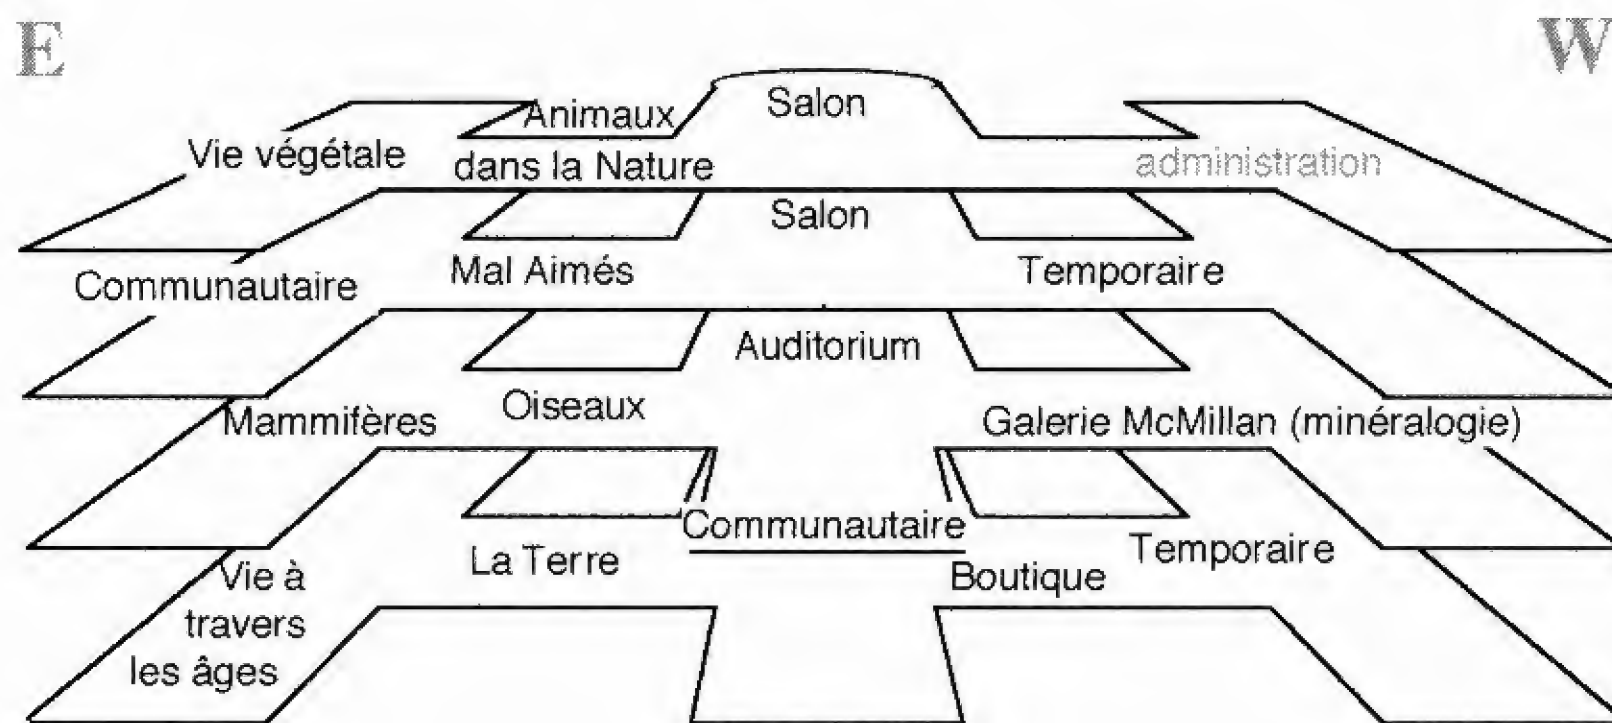 E
W
Animaux
Salon
Vie végétale
dans la Nature
administration
Salon
Communautaire
Mal Aimés
Temporaire
Auditorium
Mammifères
Oiseaux
Galerie McMillan (minéralogie)
Communautaire
La Terre
Temporaire
Boutique
Vie à
travers
les âges